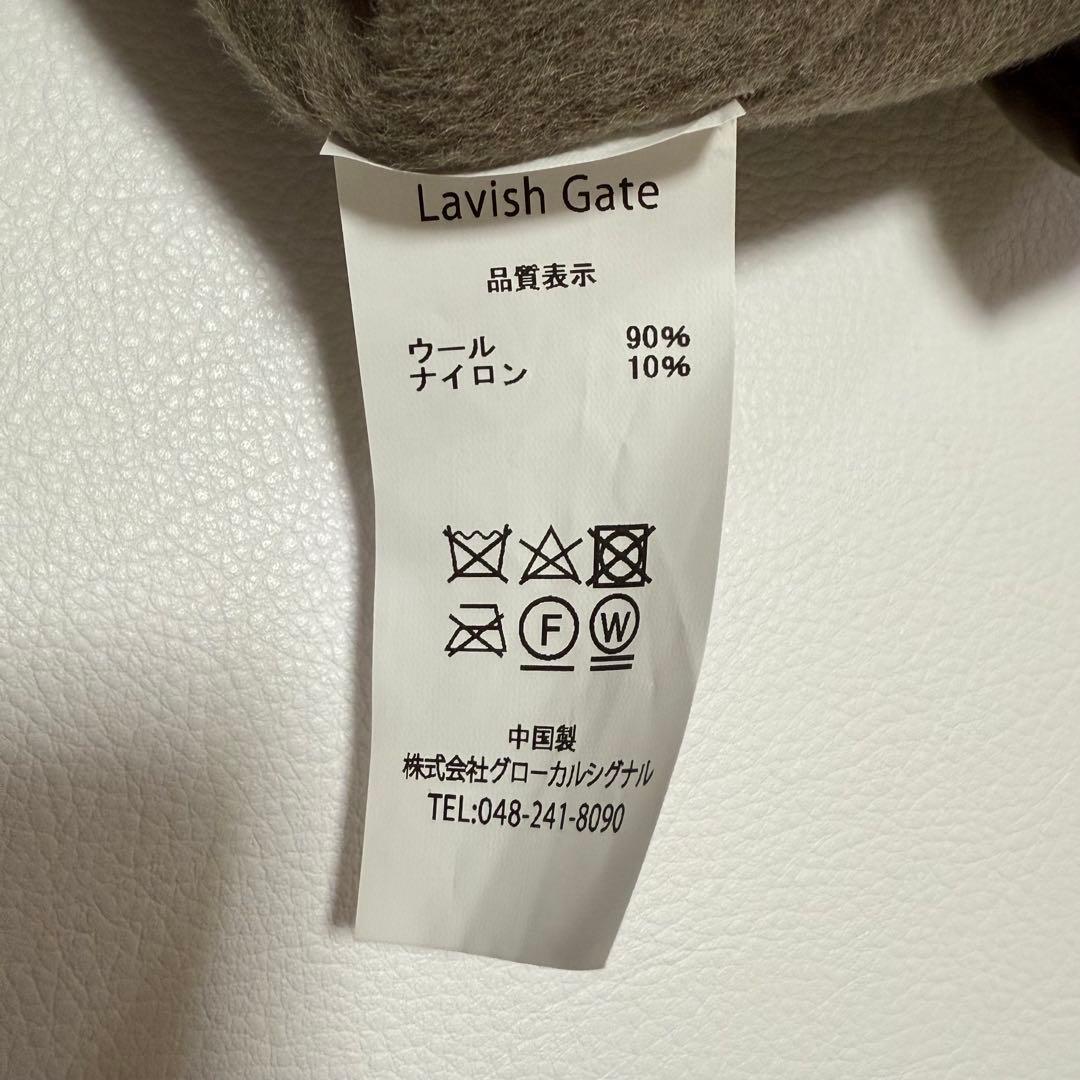 Lavish Gate
品質表示
ウール 90%
ナイロン 10%
F W
中国製
株式会社グローカルシグナル
TEL:048-241-8090